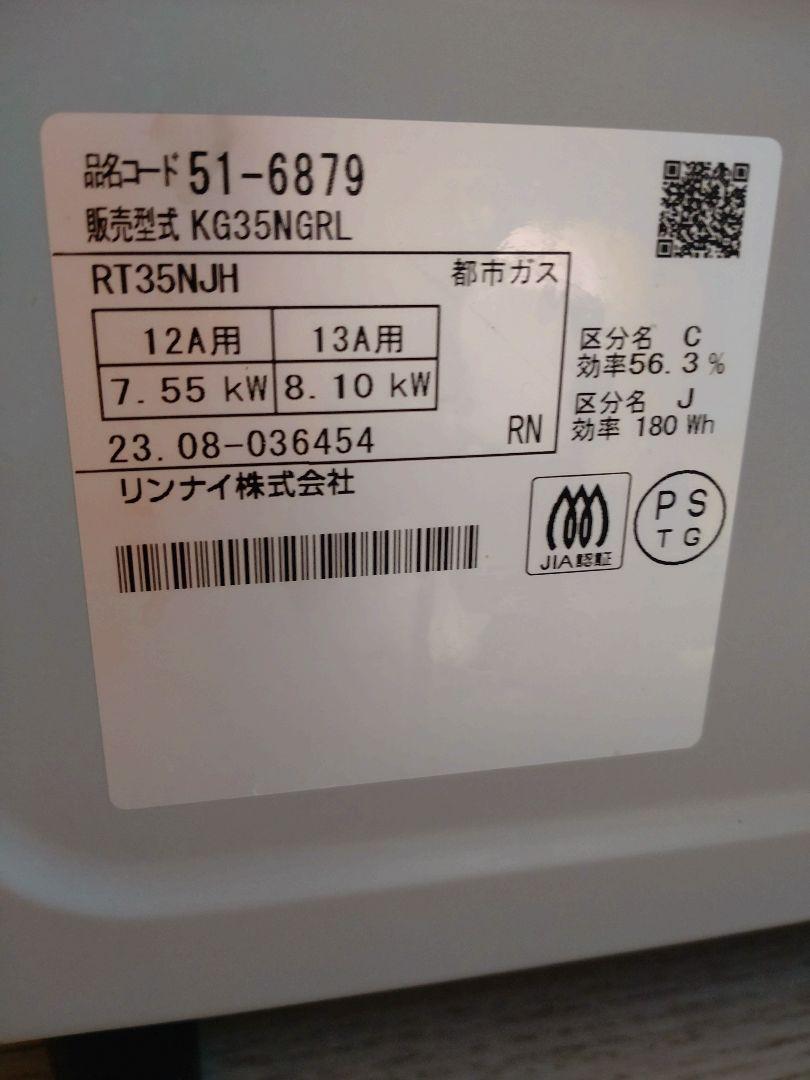 品名コード 51-6879
販売型式 KG35NGRL
RT35NJH 都市ガス
12A用 13A用
7.55 kW 8.10 kW
23.08-036454 RN
区分名 C
効率56.3 %
区分名 J
効率 180 Wh
リンナイ株式会社
JIA認証
PS
TG